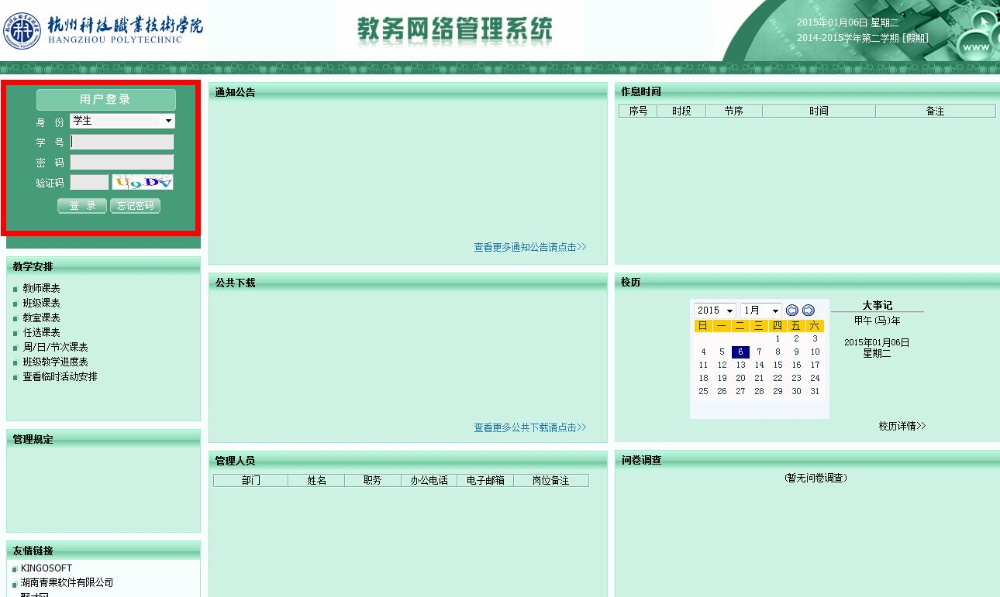 杭州科技職業技術學院
HANGZHOU POLYTECHNIC
教务网络管理系统
2015年01月06日 星期二
2014-2015学年第二学期 [假期]
www
用户登录
身 份 学生
学 号
密 码
验证码
登 录 忘记密码
教学安排
教师课表
班级课表
教室课表
任选课表
周/日/节次课表
班级教学进度表
查看临时活动安排
管理规定
友情链接
KINGOSOFT
湖南青果软件有限公司
通知公告
查看更多通知公告请点击>>
公共下载
查看更多公共下载请点击>>
管理人员
部门 姓名 职务 办公电话 电子邮箱 岗位备注
作息时间
序号 时段 节序 时间 备注
校历
2015 1月
日 一 二 三 四 五 六
1 2 3
4 5 6 7 8 9 10
11 12 13 14 15 16 17
18 19 20 21 22 23 24
25 26 27 28 29 30 31
大事记
甲午(马)年
2015年01月06日
星期二
校历详情>>
问卷调查
(暂无问卷调查)